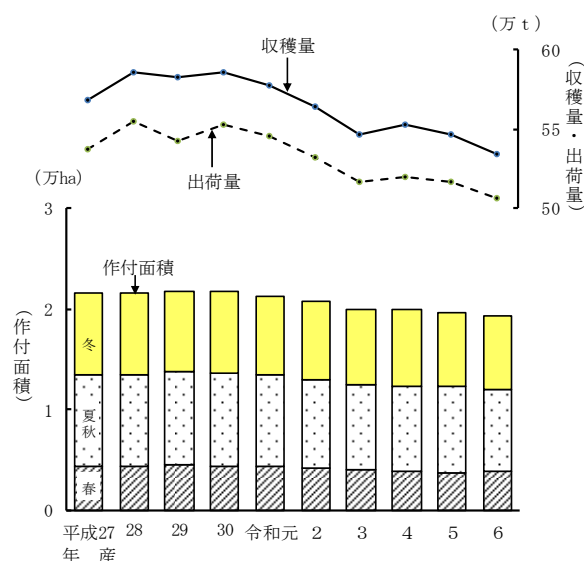 (万ｔ)
収穫量
60
55
50
(収穫量・出荷量)
出荷量
(万ha)
3
2
1
0
(作付面積)
作付面積
冬
夏秋
春
平成27年産
28
29
30
令和元
２
３
４
５
６